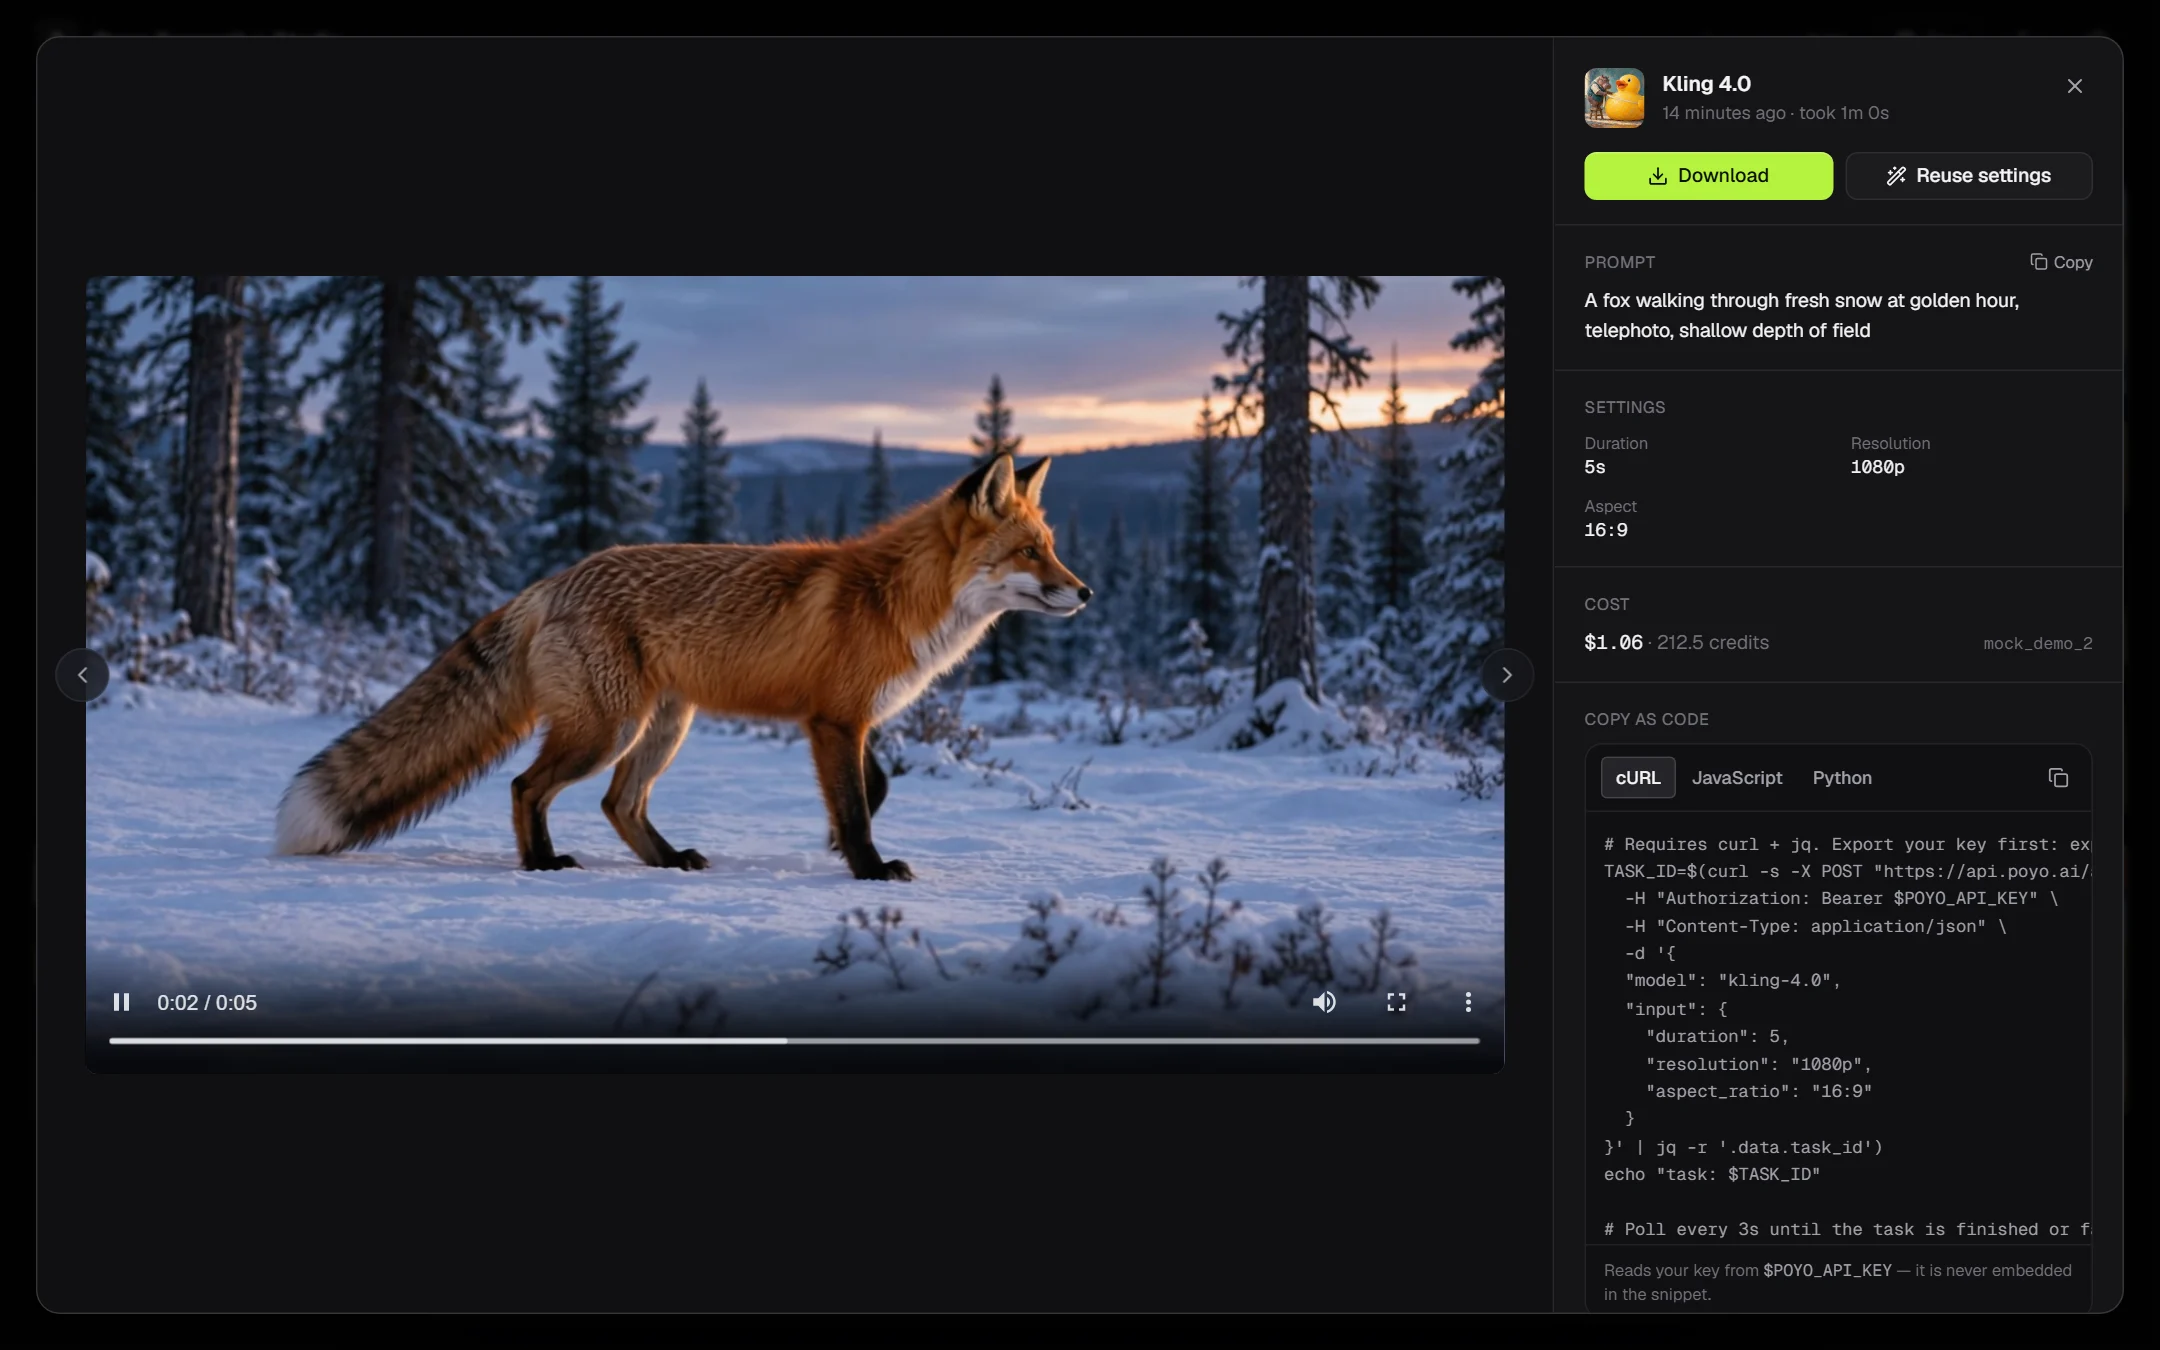 Kling 4.0
14 minutes ago · took 1m 0s
Download
Reuse settings
PROMPT
Copy
A fox walking through fresh snow at golden hour,
telephoto, shallow depth of field
SETTINGS
Duration
Resolution
5s
1080p
Aspect
16:9
COST
$1.06 · 212.5 credits
mock_demo_2
COPY AS CODE
cURL
JavaScript
Python
# Requires curl + jq. Export your key first:
TASK_ID=$(curl -s -X POST "https://api.poyo.ai/
-H "Authorization: Bearer $POYO_API_KEY" \
-H "Content-Type: application/json" \
-d '{
"model": "kling-4.0",
"input": {
"duration": 5,
"resolution": "1080p",
"aspect_ratio": "16:9"
}
}' | jq -r '.data.task_id')
echo "task: $TASK_ID"
# Poll every 3s until the task is finished or
Reads your key from $POYO_API_KEY — it is never embedded
in the snippet.
0:02 / 0:05